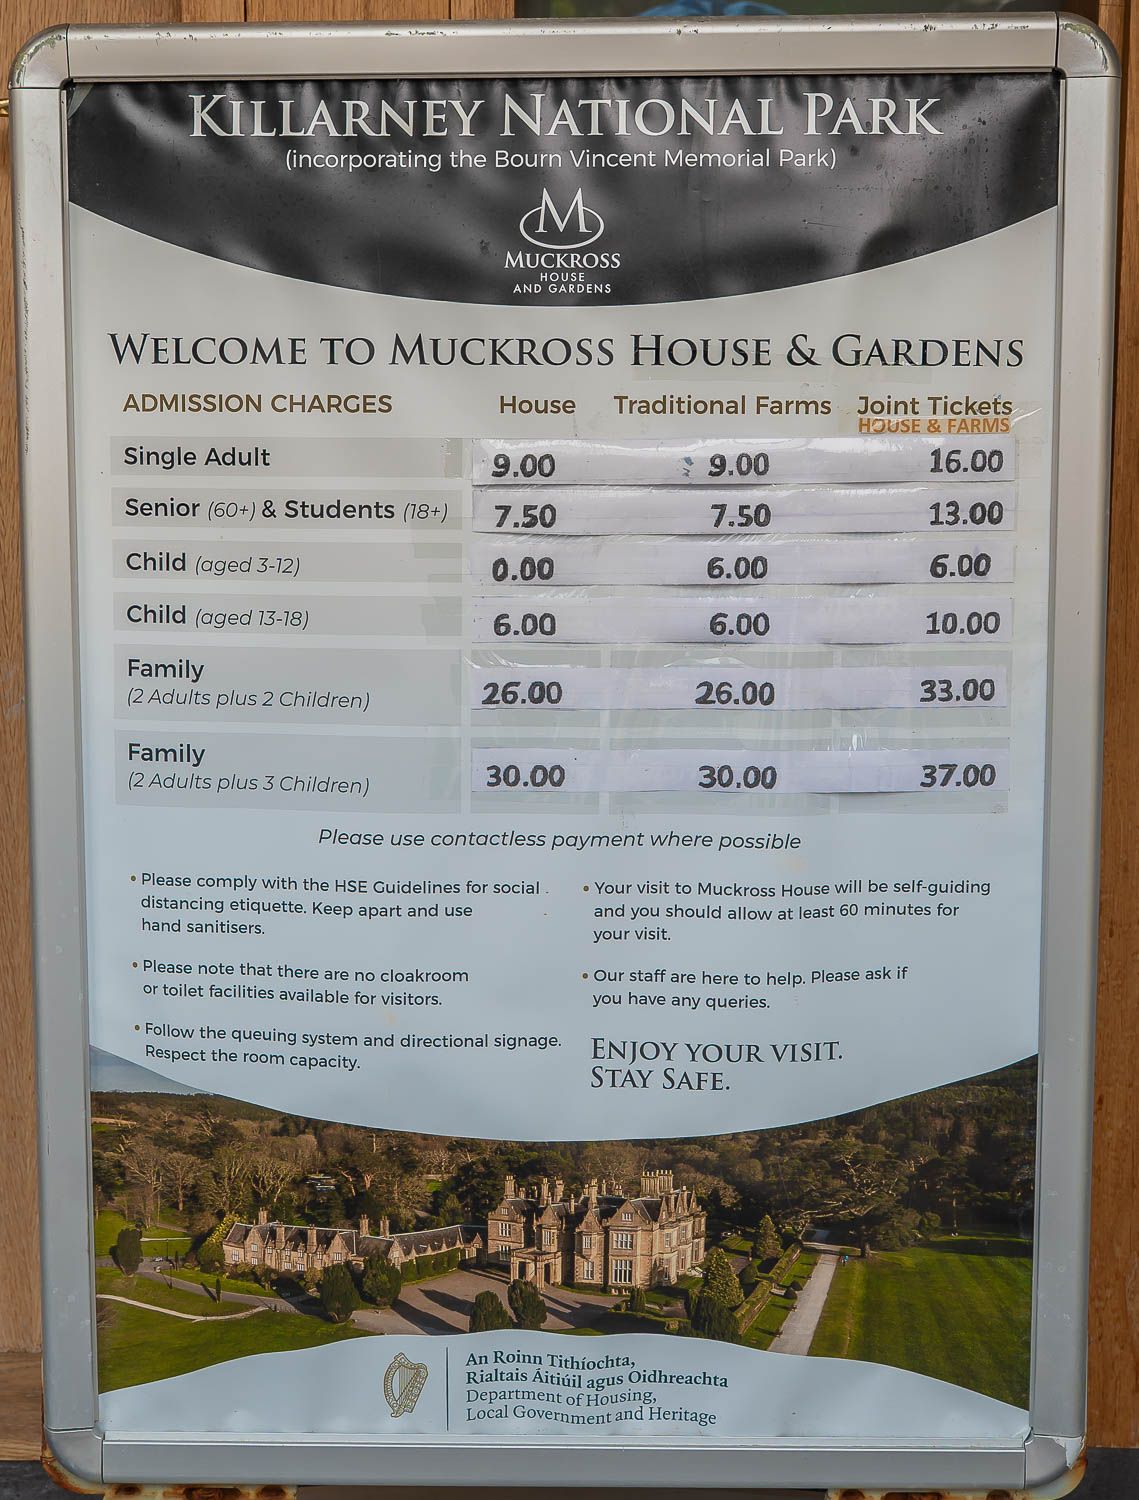 KILLARNEY NATIONAL PARK
(incorporating the Bourn Vincent Memorial Park)
M
MUCKROSS
HOUSE
AND GARDENS
WELCOME TO MUCKROSS HOUSE & GARDENS
ADMISSION CHARGES House Traditional Farms Joint Tickets
HOUSE & FARMS
Single Adult 9.00 9.00 16.00
Senior (60+) & Students (18+) 7.50 7.50 13.00
Child (aged 3-12) 0.00 6.00 6.00
Child (aged 13-18) 6.00 6.00 10.00
Family
(2 Adults plus 2 Children) 26.00 26.00 33.00
Family
(2 Adults plus 3 Children) 30.00 30.00 37.00
Please use contactless payment where possible
• Please comply with the HSE Guidelines for social
distancing etiquette. Keep apart and use
hand sanitisers.
• Please note that there are no cloakroom
or toilet facilities available for visitors.
• Follow the queuing system and directional signage.
Respect the room capacity.
• Your visit to Muckross House will be self-guiding
and you should allow at least 60 minutes for
your visit.
• Our staff are here to help. Please ask if
you have any queries.
ENJOY YOUR VISIT.
STAY SAFE.
An Roinn Tithíochta,
Rialtais Áitiúil agus Oidhreachta
Department of Housing,
Local Government and Heritage